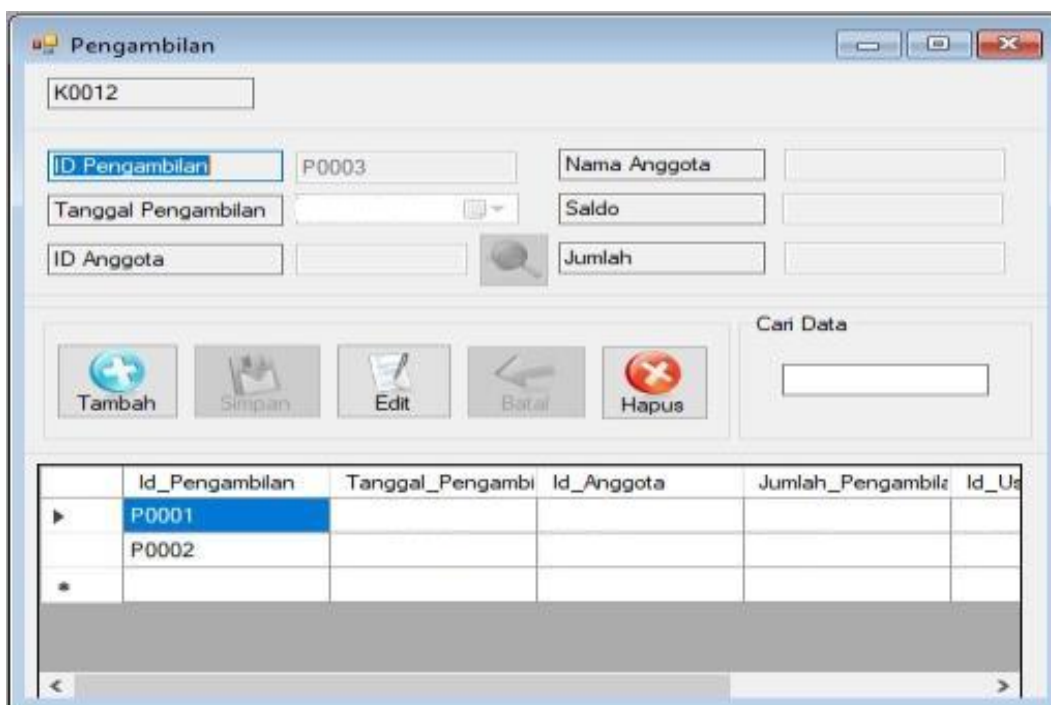 Pengambilan
K0012
ID Pengambilan P0003 Nama Anggota
Tanggal Pengambilan Saldo
ID Anggota Jumlah
Cari Data
Tambah Simpan Edit Batal Hapus
Id_Pengambilan Tanggal_Pengambi Id_Anggota Jumlah_Pengambila Id_Us
P0001
P0002